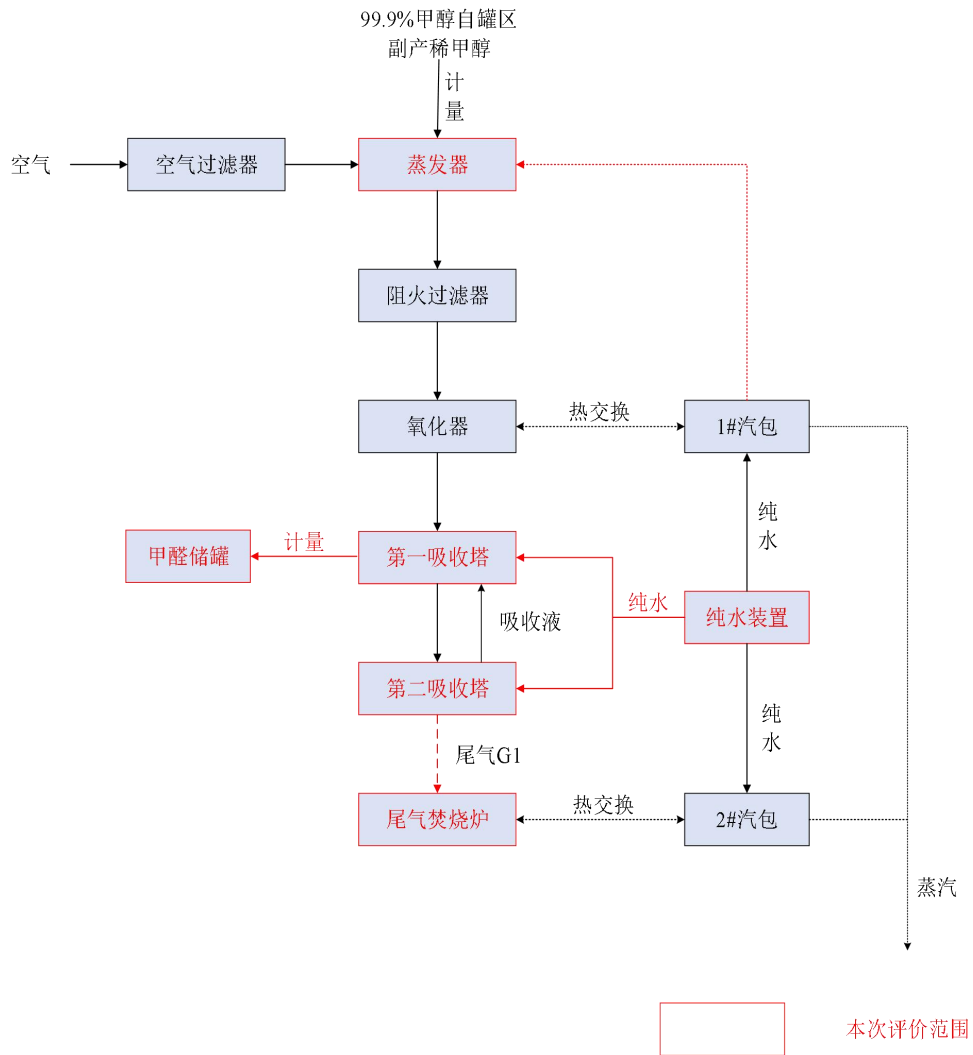 99.9%甲醇自罐区
副产稀甲醇
计
量
空气
空气过滤器
蒸发器
阻火过滤器
氧化器
热交换
1#汽包
纯
水
甲醛储罐
计量
第一吸收塔
纯水
纯水装置
吸收液
第二吸收塔
纯
水
尾气G1
尾气焚烧炉
热交换
2#汽包
蒸汽
本次评价范围